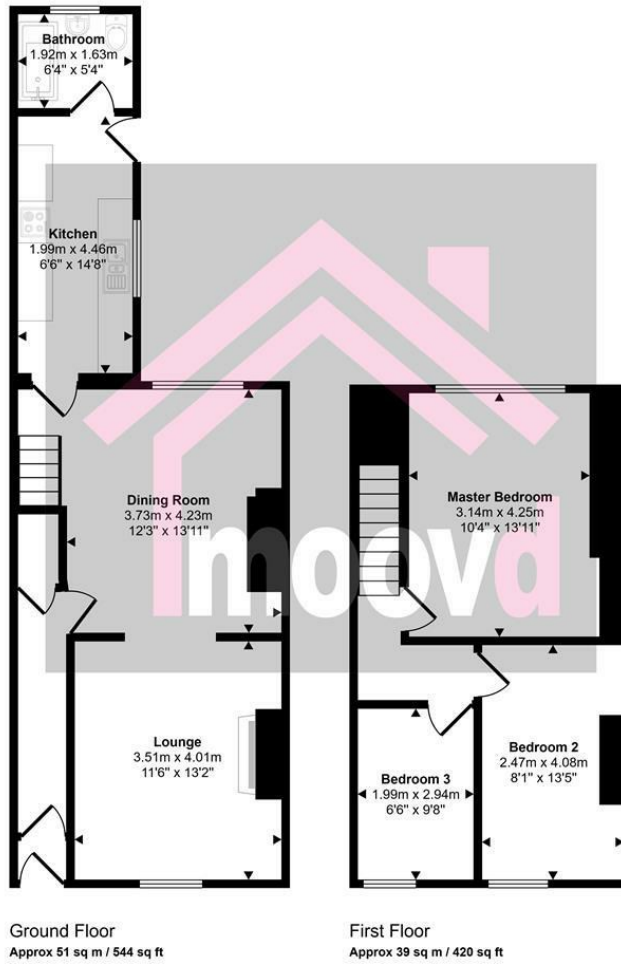 Bathroom
1.92m x 1.63m
6'4" x 5'4"
Kitchen
1.99m x 4.46m
6'6" x 14'8"
Dining Room
3.73m x 4.23m
12'3" x 13'11"
Lounge
3.51m x 4.01m
11'6" x 13'2"
Master Bedroom
3.14m x 4.25m
10'4" x 13'11"
Bedroom 2
2.47m x 4.08m
8'1" x 13'5"
Bedroom 3
1.99m x 2.94m
6'6" x 9'8"
moovd
Ground Floor
Approx 51 sq m / 544 sq ft
First Floor
Approx 39 sq m / 420 sq ft